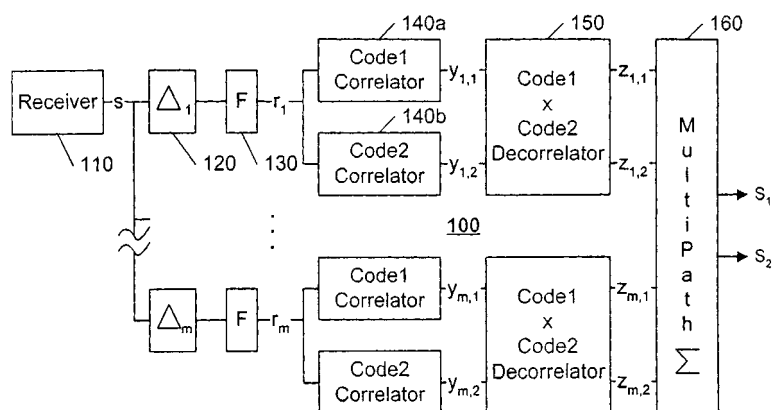 140a
150
160
Receiver
s
Δ1
F
r1
Code1
Correlator
y1,1
Code1
x
Code2
Decorrelator
z1,1
MultiPath
Σ
110
120
130
140b
Code2
Correlator
y1,2
z1,2
S1
100
S2
Δm
F
rm
Code1
Correlator
ym,1
Code1
x
Code2
Decorrelator
zm,1
Code2
Correlator
ym,2
zm,2